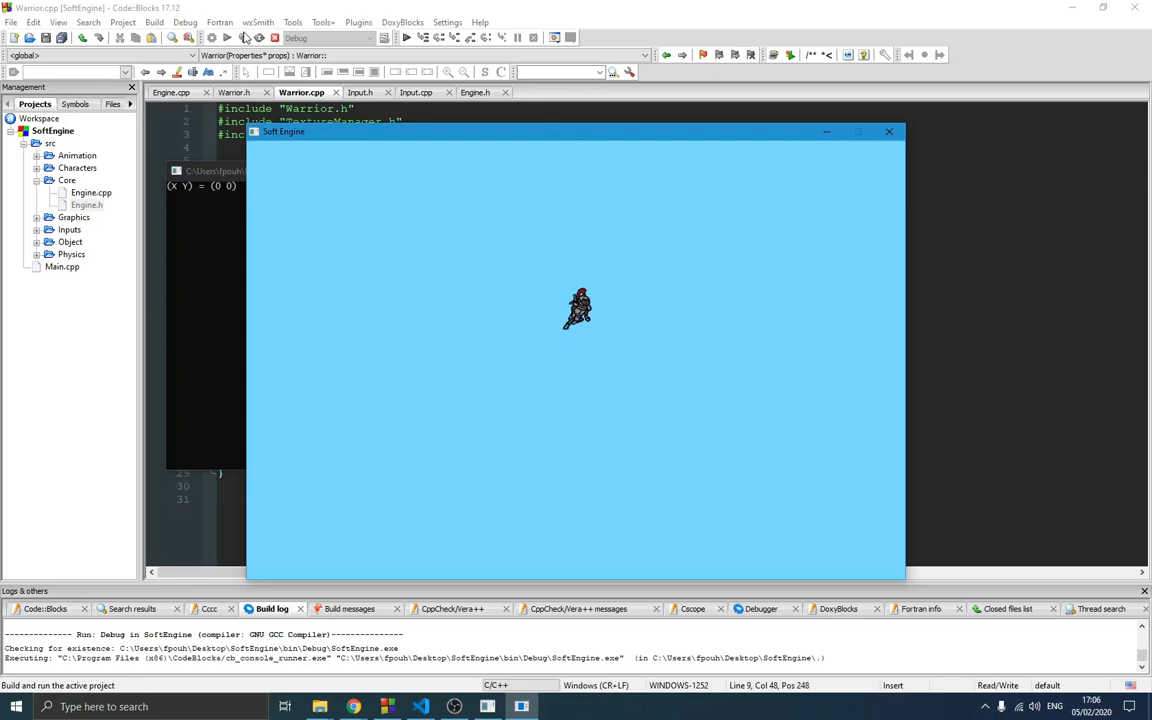 Warrior.cpp [SoftEngine] - Code::Blocks 17.12
File Edit View Search Project Build Debug Fortran wxSmith Tools Tools+ Plugins DoxyBlocks Settings Help
Debug
<global> Warrior(Properties* props) : Warrior::
/** *<
S C
Management
Projects Symbols Files
Workspace
SoftEngine
src
Animation
Characters
Core
Engine.cpp
Engine.h
Graphics
Inputs
Object
Physics
Main.cpp
Engine.cpp Warrior.h Warrior.cpp Input.h Input.cpp Engine.h
1 #include "Warrior.h"
2 #include "TextureManager.h"
3 #inc
Soft Engine
C:\Users\fpouh\
(X Y) = (0 0)
29 }
30
31
Logs & others
Code::Blocks Search results Cccc Build log Build messages CppCheck/Vera++ CppCheck/Vera++ messages Cscope Debugger DoxyBlocks Fortran info Closed files list Thread search
-------------- Run: Debug in SoftEngine (compiler: GNU GCC Compiler)---------------
Checking for existence: C:\Users\fpouh\Desktop\SoftEngine\bin\Debug\SoftEngine.exe
Executing: "C:\Program Files (x86)\CodeBlocks/cb_console_runner.exe" "C:\Users\fpouh\Desktop\SoftEngine\bin\Debug\SoftEngine.exe" (in C:\Users\fpouh\Desktop\SoftEngine\.)
Build and run the active project C/C++ Windows (CR+LF) WINDOWS-1252 Line 9, Col 48, Pos 248 Insert Read/Write default
Type here to search
ENG
17:06
05/02/2020